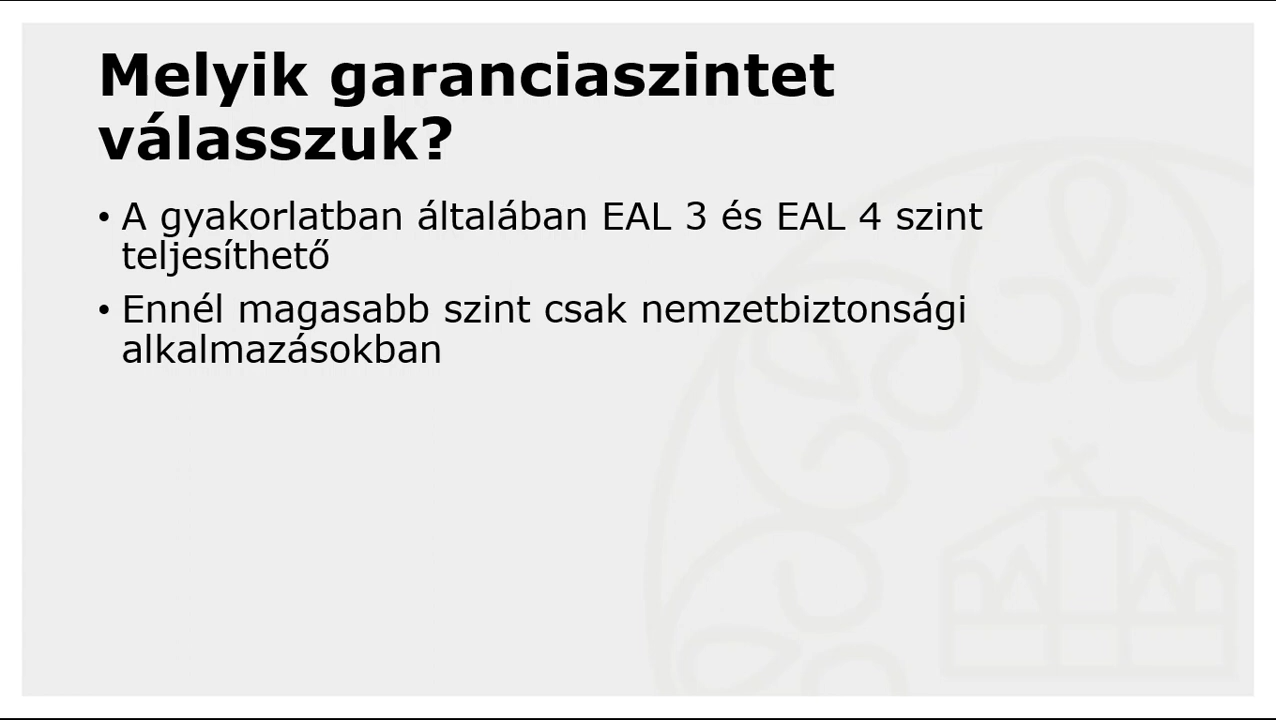 Melyik garanciaszintet
válasszuk?
• A gyakorlatban általában EAL 3 és EAL 4 szint
teljesíthető
• Ennél magasabb szint csak nemzetbiztonsági
alkalmazásokban